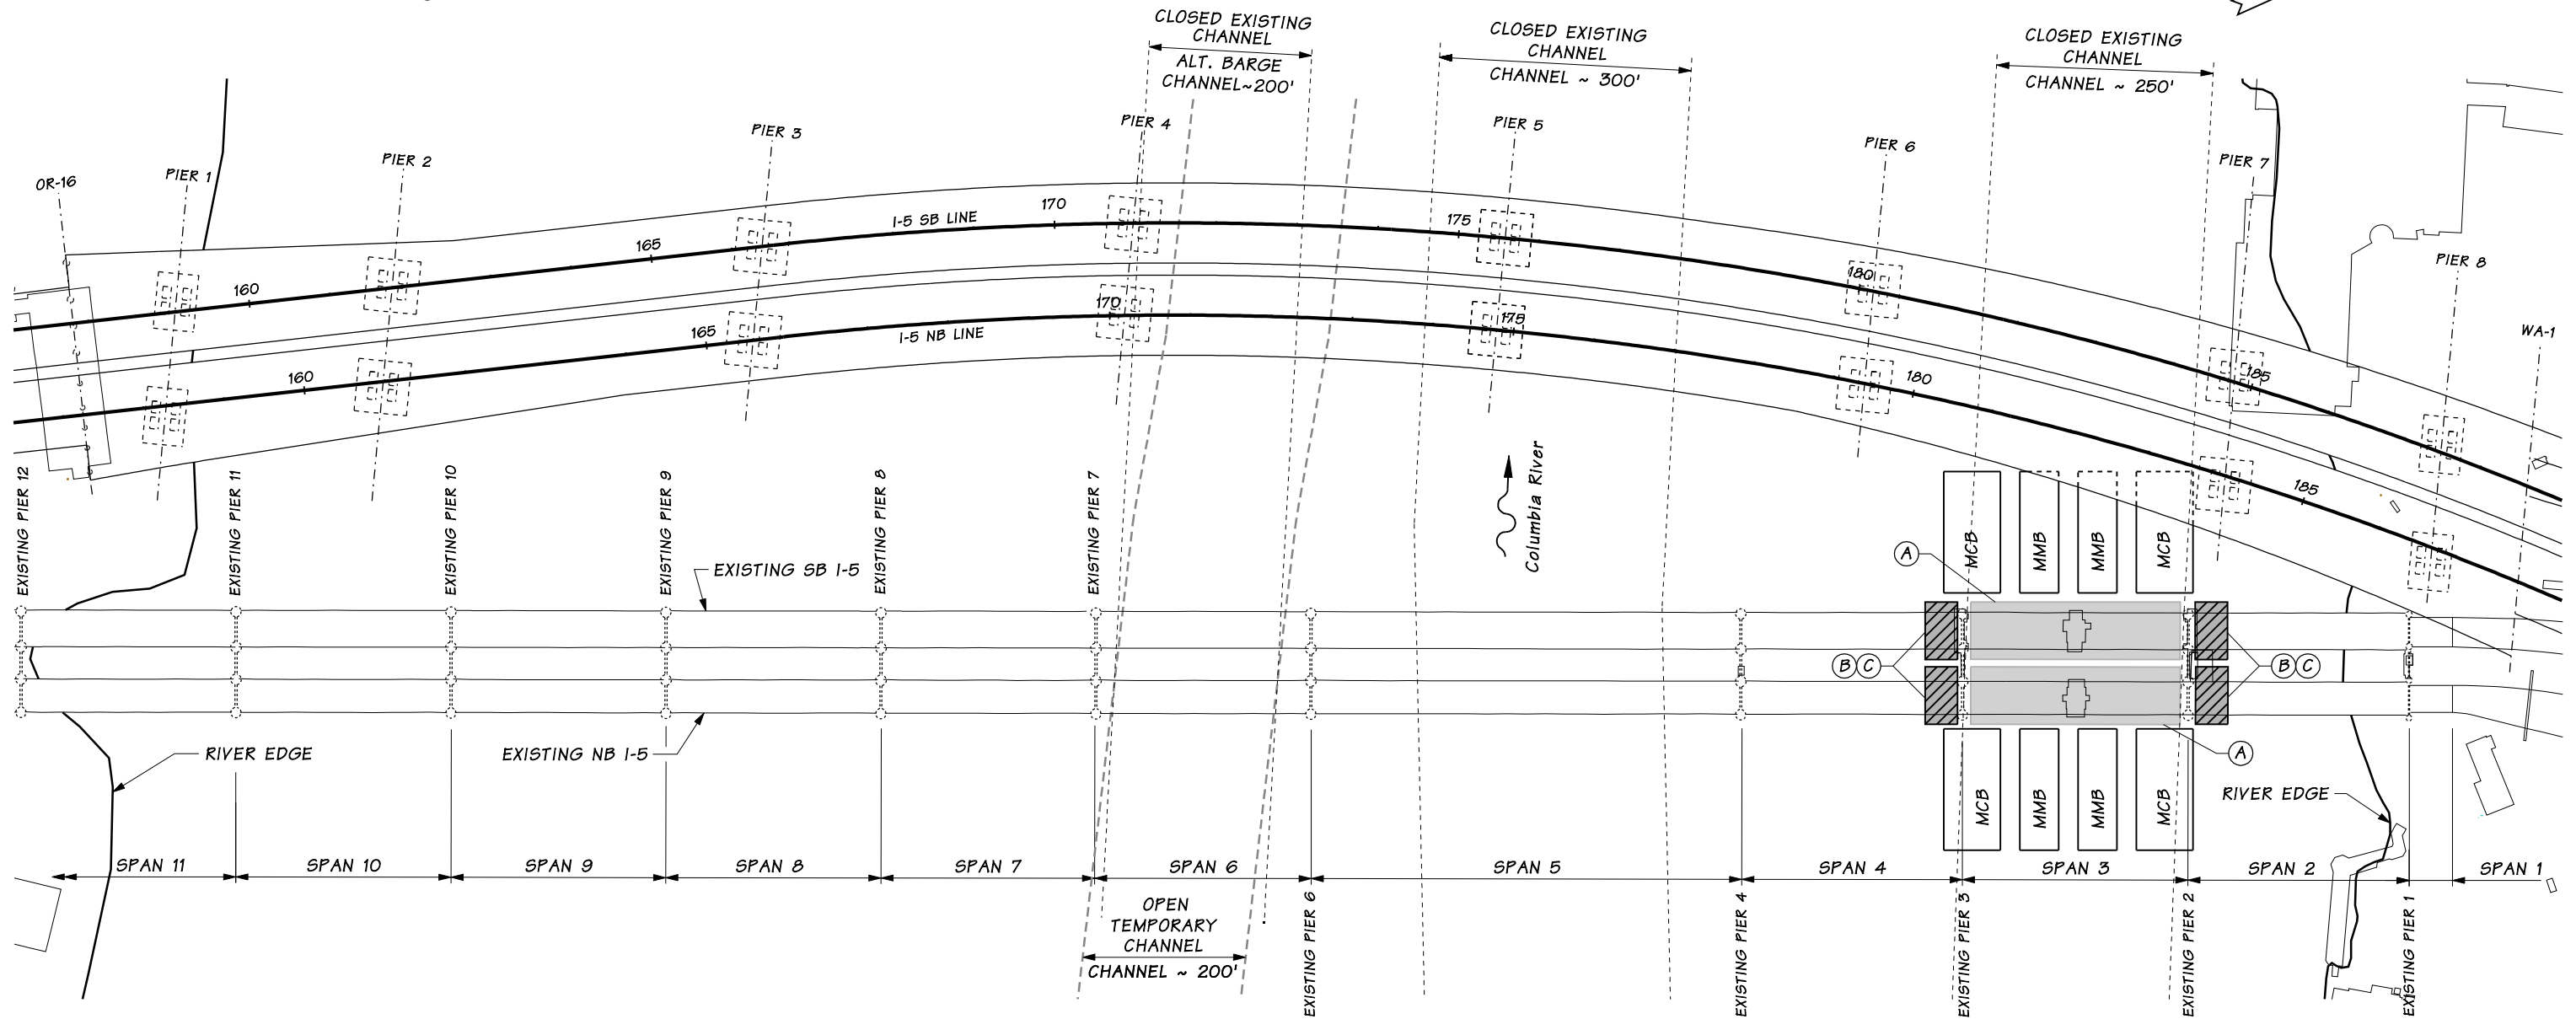 CLOSED EXISTING
CHANNEL
ALT. BARGE
CHANNEL~200'
CLOSED EXISTING
CHANNEL
CHANNEL ~ 300'
CLOSED EXISTING
CHANNEL
CHANNEL ~ 250'
OR-16
PIER 1
PIER 2
PIER 3
PIER 4
PIER 5
PIER 6
PIER 7
PIER 8
WA-1
160
165
I-5 SB LINE
170
175
180
185
160
165
I-5 NB LINE
170
175
180
185
EXISTING PIER 12
EXISTING PIER 11
EXISTING PIER 10
EXISTING PIER 9
EXISTING PIER 8
EXISTING PIER 7
Columbia River
MCB
MMB
MMB
MCB
A
EXISTING SB I-5
B C
B C
RIVER EDGE
EXISTING NB I-5
A
RIVER EDGE
MCB
MMB
MMB
MCB
SPAN 11
SPAN 10
SPAN 9
SPAN 8
SPAN 7
SPAN 6
SPAN 5
SPAN 4
SPAN 3
SPAN 2
SPAN 1
OPEN
TEMPORARY
CHANNEL
CHANNEL ~ 200'
EXISTING PIER 6
EXISTING PIER 4
EXISTING PIER 3
EXISTING PIER 2
EXISTING PIER 1